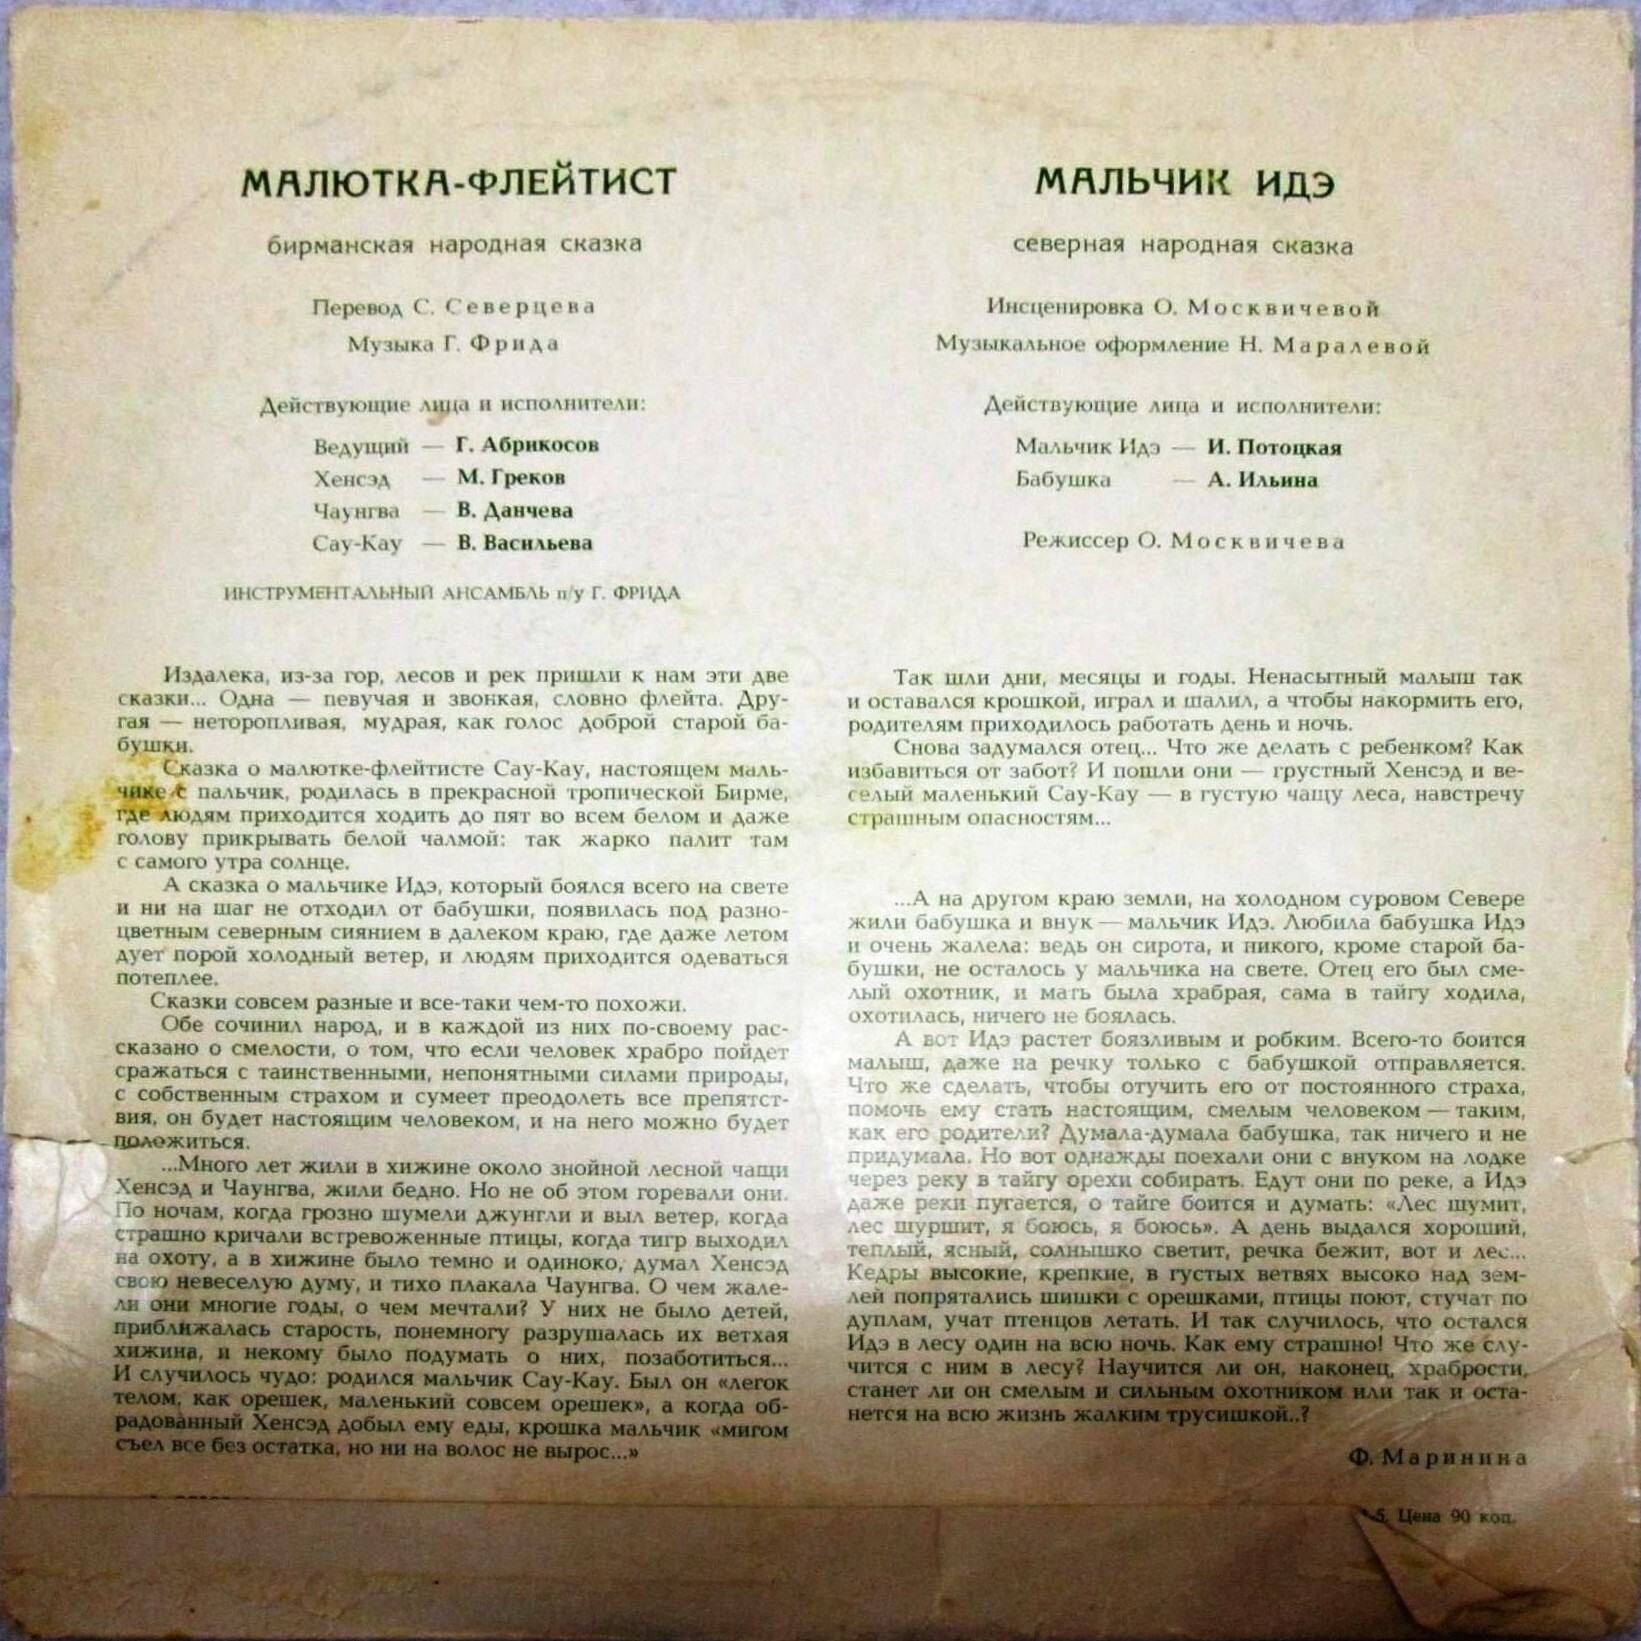 МАЛЮТКА-ФЛЕЙТИСТ
бирманская народная сказка
Перевод С. Северцева
Музыка Г. Фрида
Действующие лица и исполнители:
Ведущий — Г. Абрикосов
Хенсэд — М. Греков
Чаунгва — В. Данчева
Сау-Кау — В. Васильева
ИНСТРУМЕНТАЛЬНЫЙ АНСАМБЛЬ п/у Г. ФРИДА
Издалека, из-за гор, лесов и рек пришли к нам эти две
сказки... Одна — певучая и звонкая, словно флейта. Дру-
гая — неторопливая, мудрая, как голос доброй старой ба-
бушки.
Сказка о малютке-флейтисте Сау-Кау, настоящем маль-
чике с пальчик, родилась в прекрасной тропической Бирме,
где людям приходится ходить до пят во всем белом и даже
голову прикрывать белой чалмой: так жарко палит там
с самого утра солнце.
А сказка о мальчике Идэ, который боялся всего на свете
и ни на шаг не отходил от бабушки, появилась под разно-
цветным северным сиянием в далеком краю, где даже летом
дует порой холодный ветер, и людям приходится одеваться
потеплее.
Сказки совсем разные и все-таки чем-то похожи.
Обе сочинил народ, и в каждой из них по-своему рас-
сказано о смелости, о том, что если человек храбро пойдет
сражаться с таинственными, непонятными силами природы,
с собственным страхом и сумеет преодолеть все препятст-
вия, он будет настоящим человеком, и на него можно будет
положиться.
...Много лет жили в хижине около знойной лесной чащи
Хенсэд и Чаунгва, жили бедно. Но не об этом горевали они.
По ночам, когда грозно шумели джунгли и выл ветер, когда
страшно кричали встревоженные птицы, когда тигр выходил
на охоту, а в хижине было темно и одиноко, думал Хенсэд
свою невеселую думу, и тихо плакала Чаунгва. О чем жале-
ли они многие годы, о чем мечтали? У них не было детей,
приближалась старость, понемногу разрушалась их ветхая
хижина, и некому было подумать о них, позаботиться...
И случилось чудо: родился мальчик Сау-Кау. Был он «легок
телом, как орешек, маленький совсем орешек», а когда об-
радованный Хенсэд добыл ему еды, крошка мальчик «мигом
съел все без остатка, но ни на волос не вырос...»
МАЛЬЧИК ИДЭ
северная народная сказка
Инсценировка О. Москвичевой
Музыкальное оформление Н. Маралевой
Действующие лица и исполнители:
Мальчик Идэ — И. Потоцкая
Бабушка — А. Ильина
Режиссер О. Москвичева
Так шли дни, месяцы и годы. Ненасытный малыш так
и оставался крошкой, играл и шалил, а чтобы накормить его,
родителям приходилось работать день и ночь.
Снова задумался отец... Что же делать с ребенком? Как
избавиться от забот? И пошли они — грустный Хенсэд и ве-
селый маленький Сау-Кау — в густую чащу леса, навстречу
страшным опасностям...
...А на другом краю земли, на холодном суровом Севере
жили бабушка и внук — мальчик Идэ. Любила бабушка Идэ
и очень жалела: ведь он сирота, и никого, кроме старой ба-
бушки, не осталось у мальчика на свете. Отец его был сме-
лый охотник, и мать была храбрая, сама в тайгу ходила,
охотилась, ничего не боялась.
А вот Идэ растет боязливым и робким. Всего-то боится
малыш, даже на речку только с бабушкой отправляется.
Что же сделать, чтобы отучить его от постоянного страха,
помочь ему стать настоящим, смелым человеком — таким,
как его родители? Думала-думала бабушка, так ничего и не
придумала. Но вот однажды поехали они с внуком на лодке
через реку в тайгу орехи собирать. Едут они по реке, а Идэ
даже реки пугается, о тайге боится и думать: «Лес шумит,
лес шуршит, я боюсь, я боюсь». А день выдался хороший,
теплый, ясный, солнышко светит, речка бежит, вот и лес...
Кедры высокие, крепкие, в густых ветвях высоко над зем-
лей попрятались шишки с орешками, птицы поют, стучат по
дуплам, учат птенцов летать. И так случилось, что остался
Идэ в лесу один на всю ночь. Как ему страшно! Что же слу-
чится с ним в лесу? Научится ли он, наконец, храбрости,
станет ли он смелым и сильным охотником или так и оста-
нется на всю жизнь жалким трусишкой..?
Ф. Маринина
Цена 90 коп.